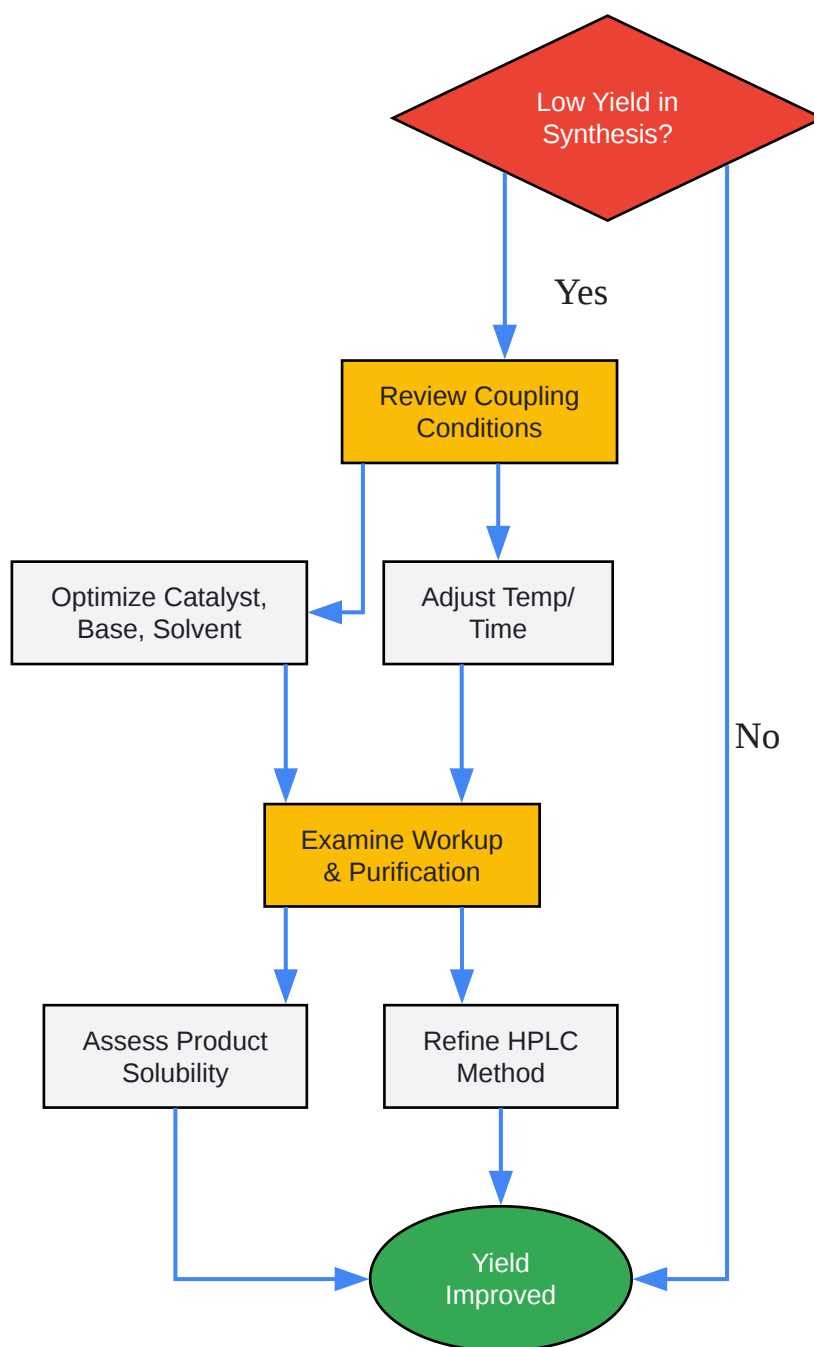 Low Yield in
Synthesis?
Yes
Review Coupling
Conditions
Optimize Catalyst,
Base, Solvent
Adjust Temp/
Time
No
Examine Workup
& Purification
Assess Product
Solubility
Refine HPLC
Method
Yield
Improved